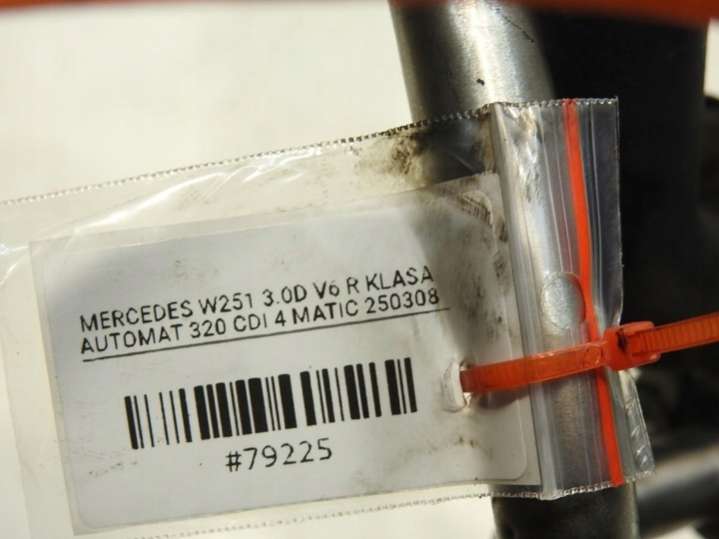 MERCEDES W251 3.0D V6 R KLASA
AUTOMAT 320 CDI 4 MATIC 250308
#79225